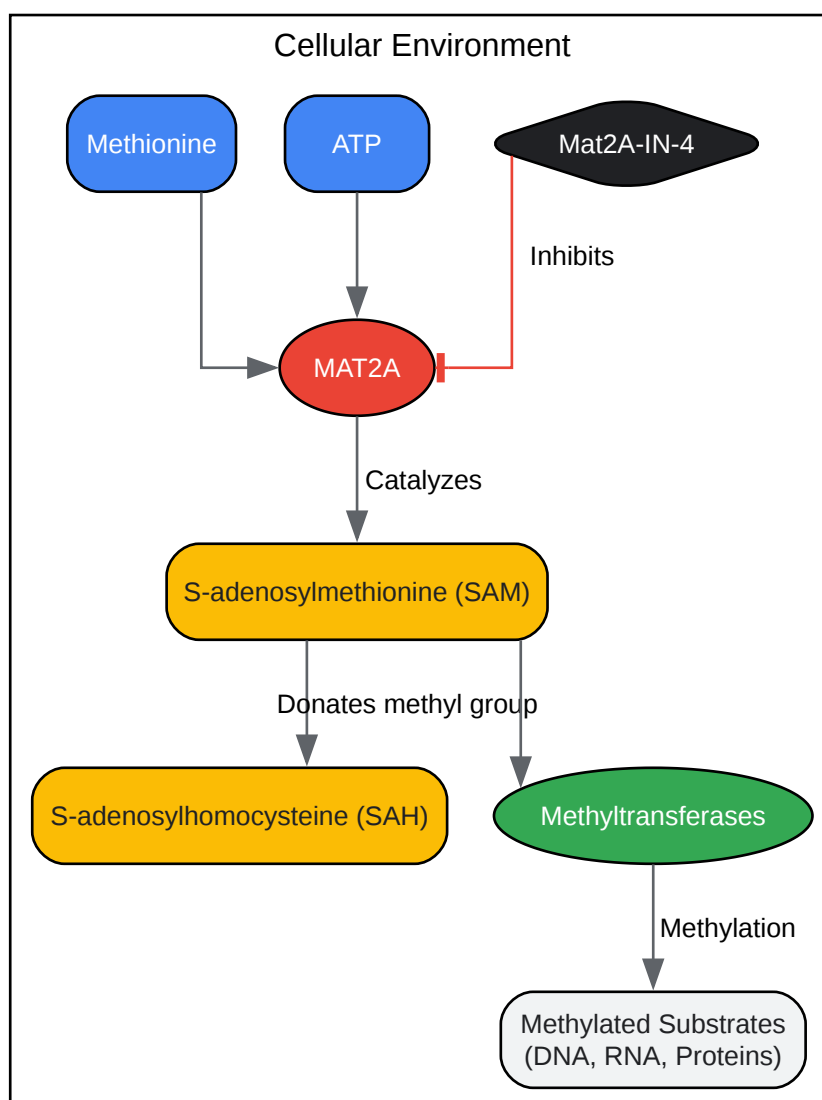 Cellular Environment
Methionine
ATP
Mat2A-IN-4
Inhibits
MAT2A
Catalyzes
S-adenosylmethionine (SAM)
Donates methyl group
S-adenosylhomocysteine (SAH)
Methyltransferases
Methylation
Methylated Substrates
(DNA, RNA, Proteins)